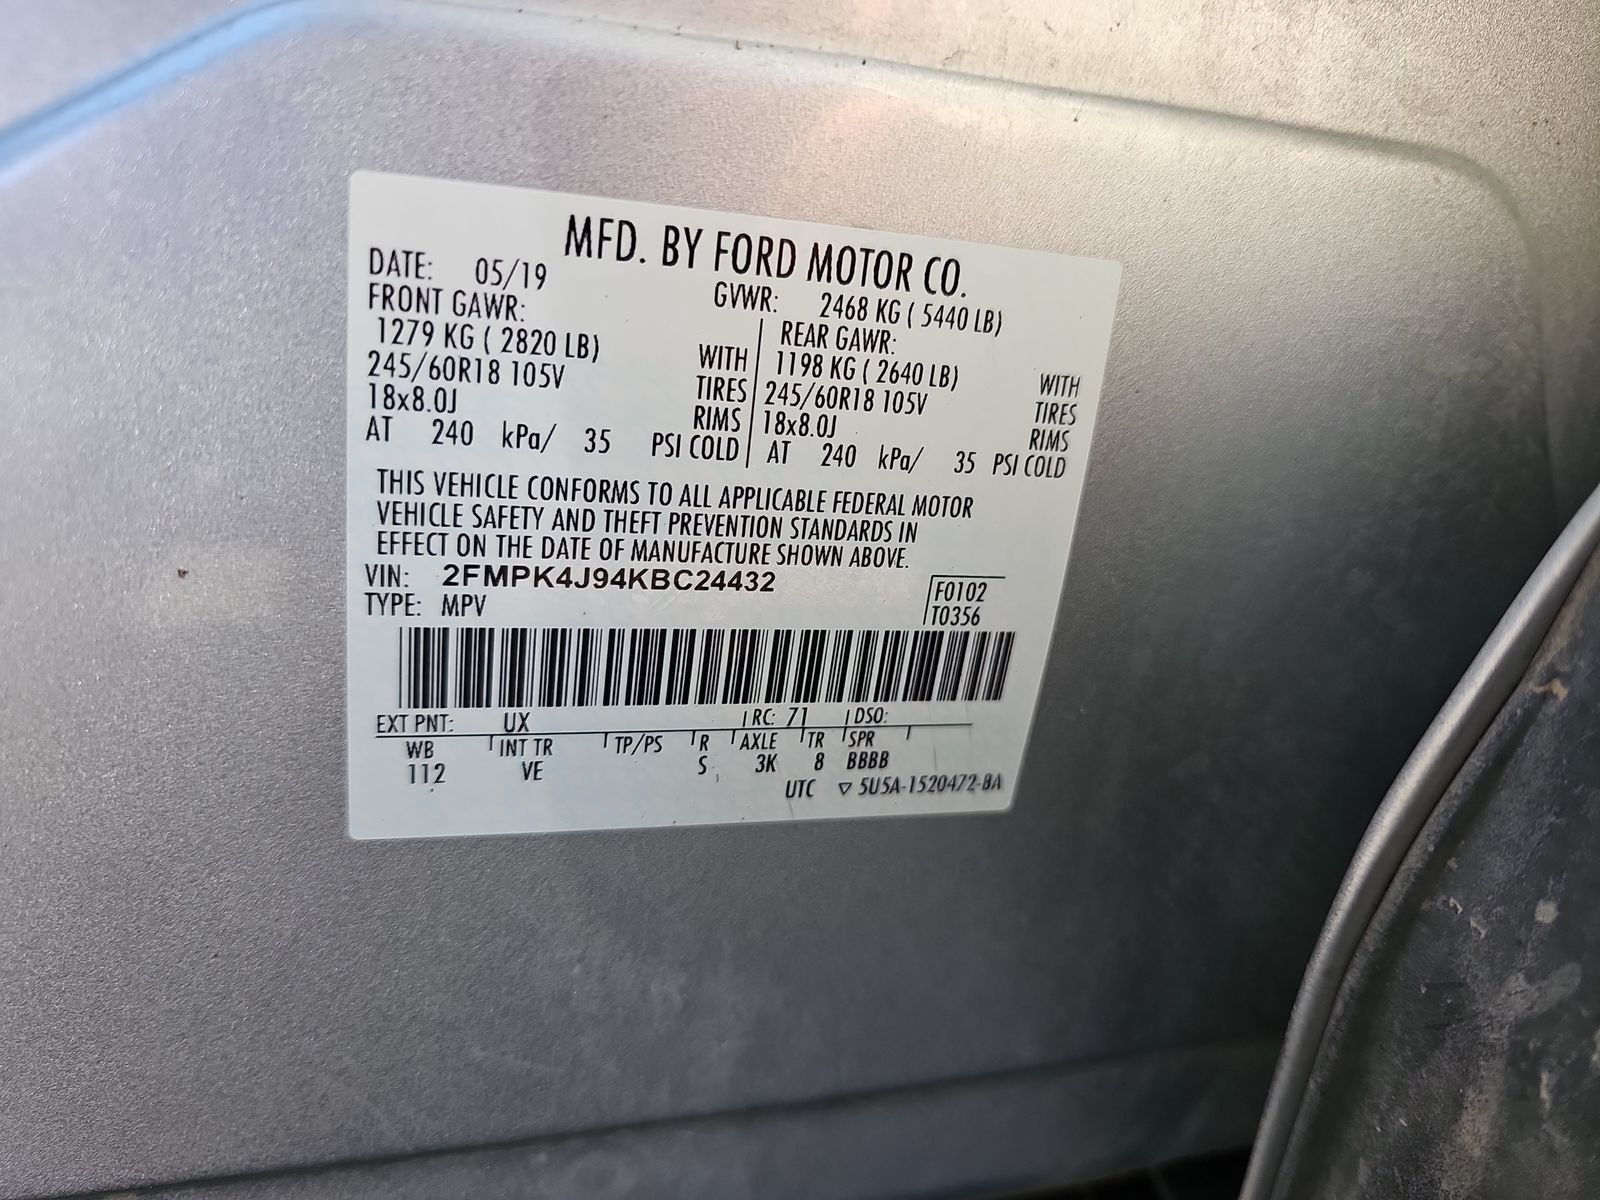 MFD. BY FORD MOTOR CO.
DATE: 05/19 GVWR: 2468 KG ( 5440 LB)
FRONT GAWR: REAR GAWR:
1279 KG ( 2820 LB) WITH 1198 KG ( 2640 LB) WITH
245/60R18 105V TIRES 245/60R18 105V TIRES
18x8.0J RIMS 18x8.0J RIMS
AT 240 kPa/ 35 PSI COLD AT 240 kPa/ 35 PSI COLD
THIS VEHICLE CONFORMS TO ALL APPLICABLE FEDERAL MOTOR
VEHICLE SAFETY AND THEFT PREVENTION STANDARDS IN
EFFECT ON THE DATE OF MANUFACTURE SHOWN ABOVE.
VIN: 2FMPK4J94KBC24432 F0102
TYPE: MPV T0356
EXT PNT: UX RC: 71 DSO:
WB INT TR TP/PS R AXLE TR SPR
112 VE S 3K 8 BBBB
UTC ▽ 5U5A-1520472-BA